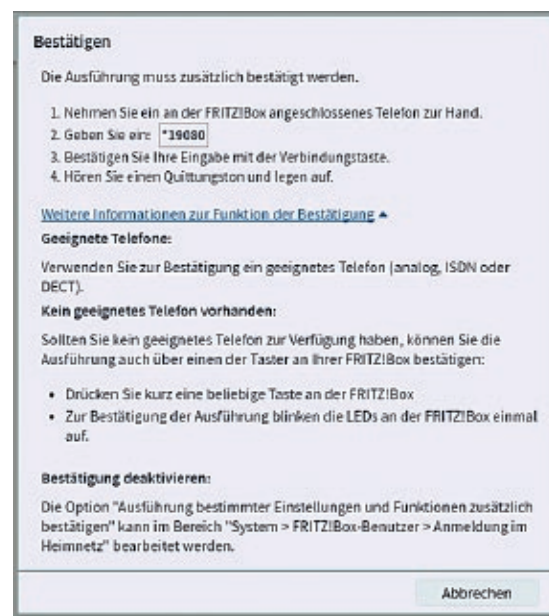 Bestätigen
Die Ausführung muss zusätzlich bestätigt werden.
1. Nehmen Sie ein an der FRITZ!Box angeschlossenes Telefon zur Hand.
2. Geben Sie ein: *19080
3. Bestätigen Sie Ihre Eingabe mit der Verbindungstaste.
4. Hören Sie einen Quittungston und legen auf.
Weitere Informationen zur Funktion der Bestätigung ▲
Geeignete Telefone:
Verwenden Sie zur Bestätigung ein geeignetes Telefon (analog, ISDN oder
DECT).
Kein geeignetes Telefon vorhanden:
Sollten Sie kein geeignetes Telefon zur Verfügung haben, können Sie die
Ausführung auch über einen der Taster an Ihrer FRITZ!Box bestätigen:
• Drücken Sie kurz eine beliebige Taste an der FRITZ!Box
• Zur Bestätigung der Ausführung blinken die LEDs an der FRITZ!Box einmal
auf.
Bestätigung deaktivieren:
Die Option "Ausführung bestimmter Einstellungen und Funktionen zusätzlich
bestätigen" kann im Bereich "System > FRITZ!Box-Benutzer > Anmeldung im
Heimnetz" bearbeitet werden.
Abbrechen